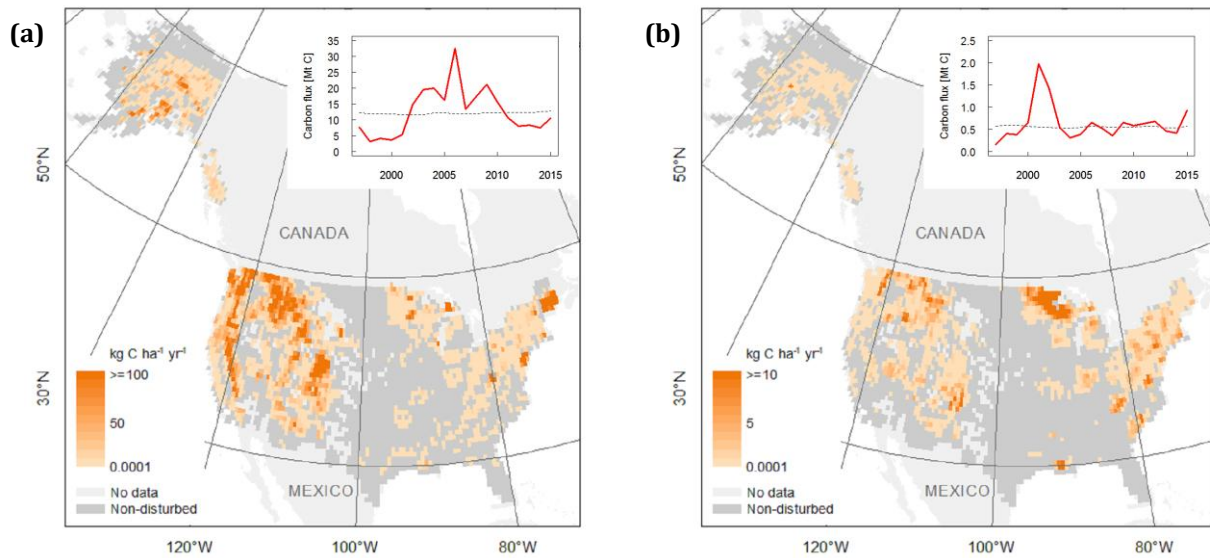 (a)
Carbon flux [Mt C]
35
30
25
20
15
10
5
0
2000
2005
2010
2015
50°N
30°N
CANADA
MEXICO
kg C ha⁻¹ yr⁻¹
>=100
50
0.0001
No data
Non-disturbed
120°W
100°W
80°W
(b)
Carbon flux [Mt C]
2.5
2.0
1.5
1.0
0.5
0.0
2000
2005
2010
2015
50°N
30°N
CANADA
MEXICO
kg C ha⁻¹ yr⁻¹
>=10
5
0.0001
No data
Non-disturbed
120°W
100°W
80°W